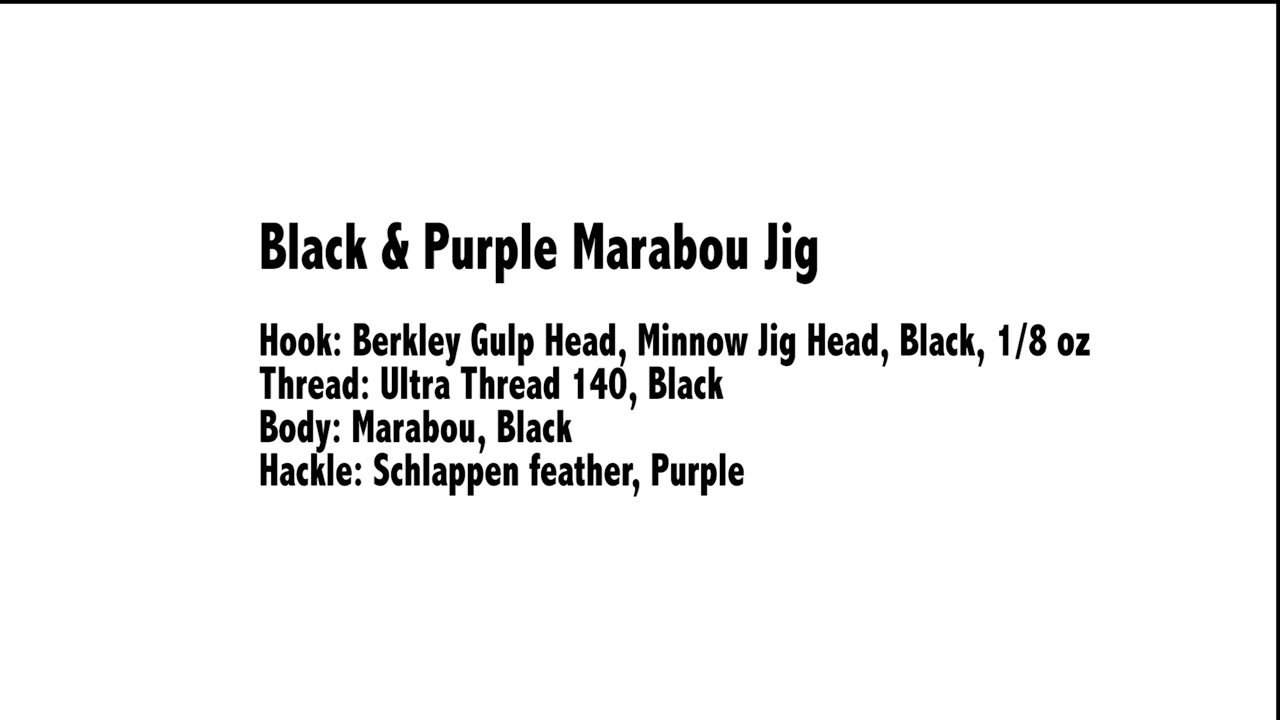 Black & Purple Marabou Jig
Hook: Berkley Gulp Head, Minnow Jig Head, Black, 1/8 oz
Thread: Ultra Thread 140, Black
Body: Marabou, Black
Hackle: Schlappen feather, Purple